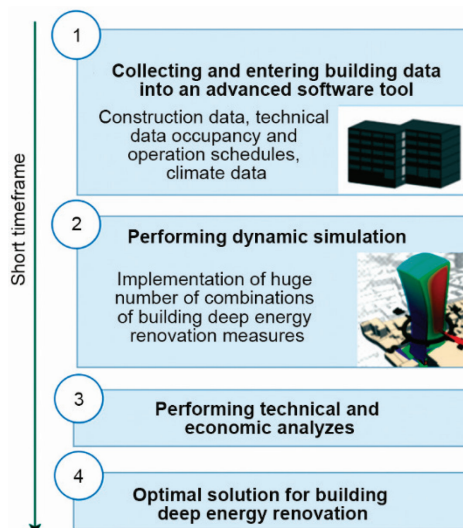 Short timeframe
1
Collecting and entering building data
into an advanced software tool
Construction data, technical
data occupancy and
operation schedules,
climate data
2
Performing dynamic simulation
Implementation of huge
number of combinations
of building deep energy
renovation measures
3
Performing technical and
economic analyzes
4
Optimal solution for building
deep energy renovation